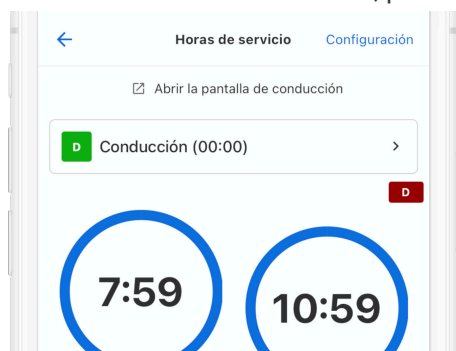 Horas de servicio
Configuración
Abrir la pantalla de conducción
D Conducción (00:00)
D
7:59
10:59